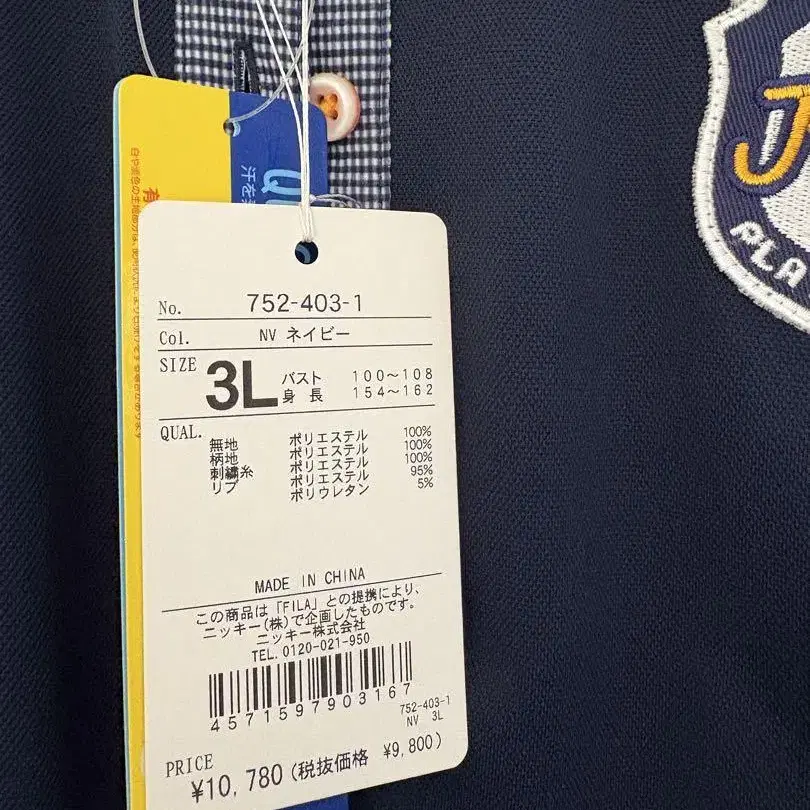 No. 752-403-1
Col. NV ネイビー
SIZE 3L バスト 100～108
身長 154～162
QUAL.
無地 ポリエステル 100%
柄地 ポリエステル 100%
刺繍糸 ポリエステル 100%
リブ ポリエステル 95%
ポリウレタン 5%
MADE IN CHINA
この商品は「FILA」との提携により、
ニッキー(株)で企画したものです。
ニッキー株式会社
TEL. 0120-021-950
4571597903167
752-403-1
NV 3L
PRICE
¥10,780(税抜価格 ¥9,800)
汗を
PLA